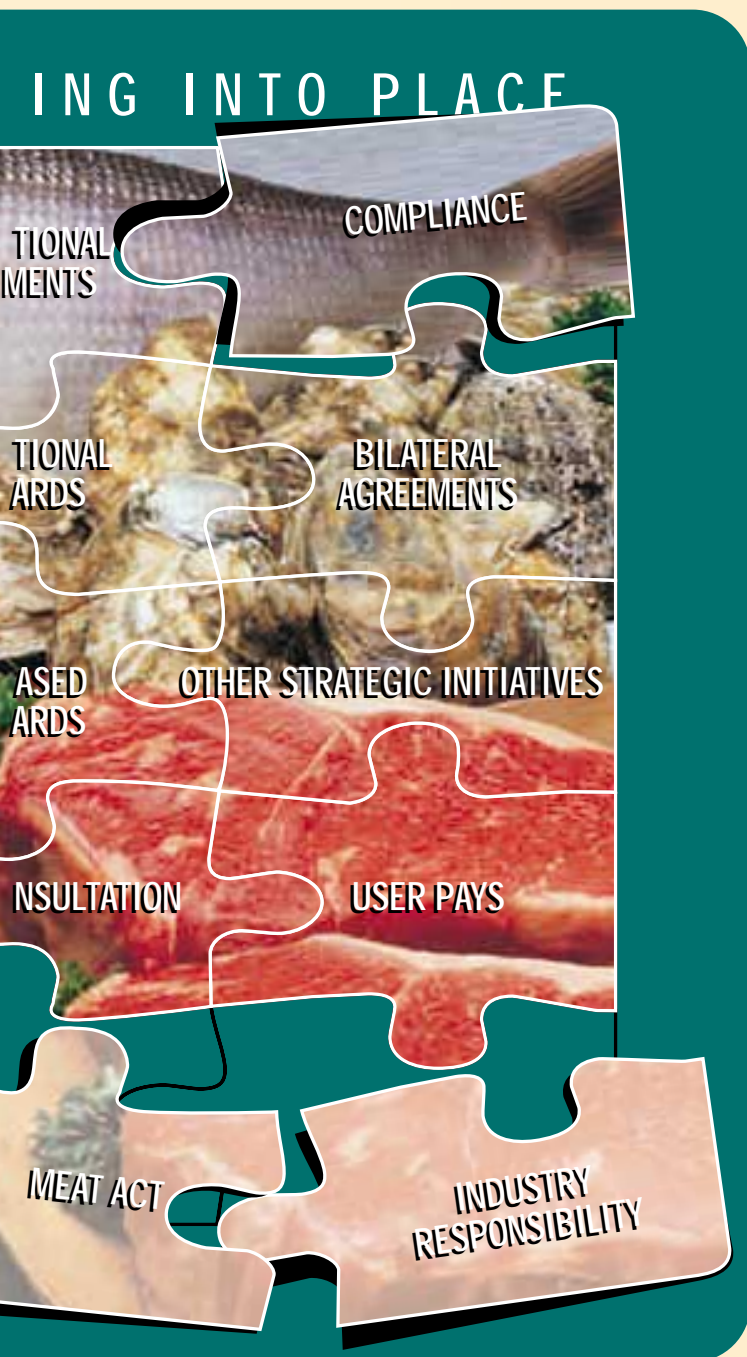 ING INTO PLACE
COMPLIANCE
TIONAL
MENTS
TIONAL
ARDS
BILATERAL
AGREEMENTS
ASED
ARDS
OTHER STRATEGIC INITIATIVES
NSULTATION
USER PAYS
MEAT ACT
INDUSTRY
RESPONSIBILITY